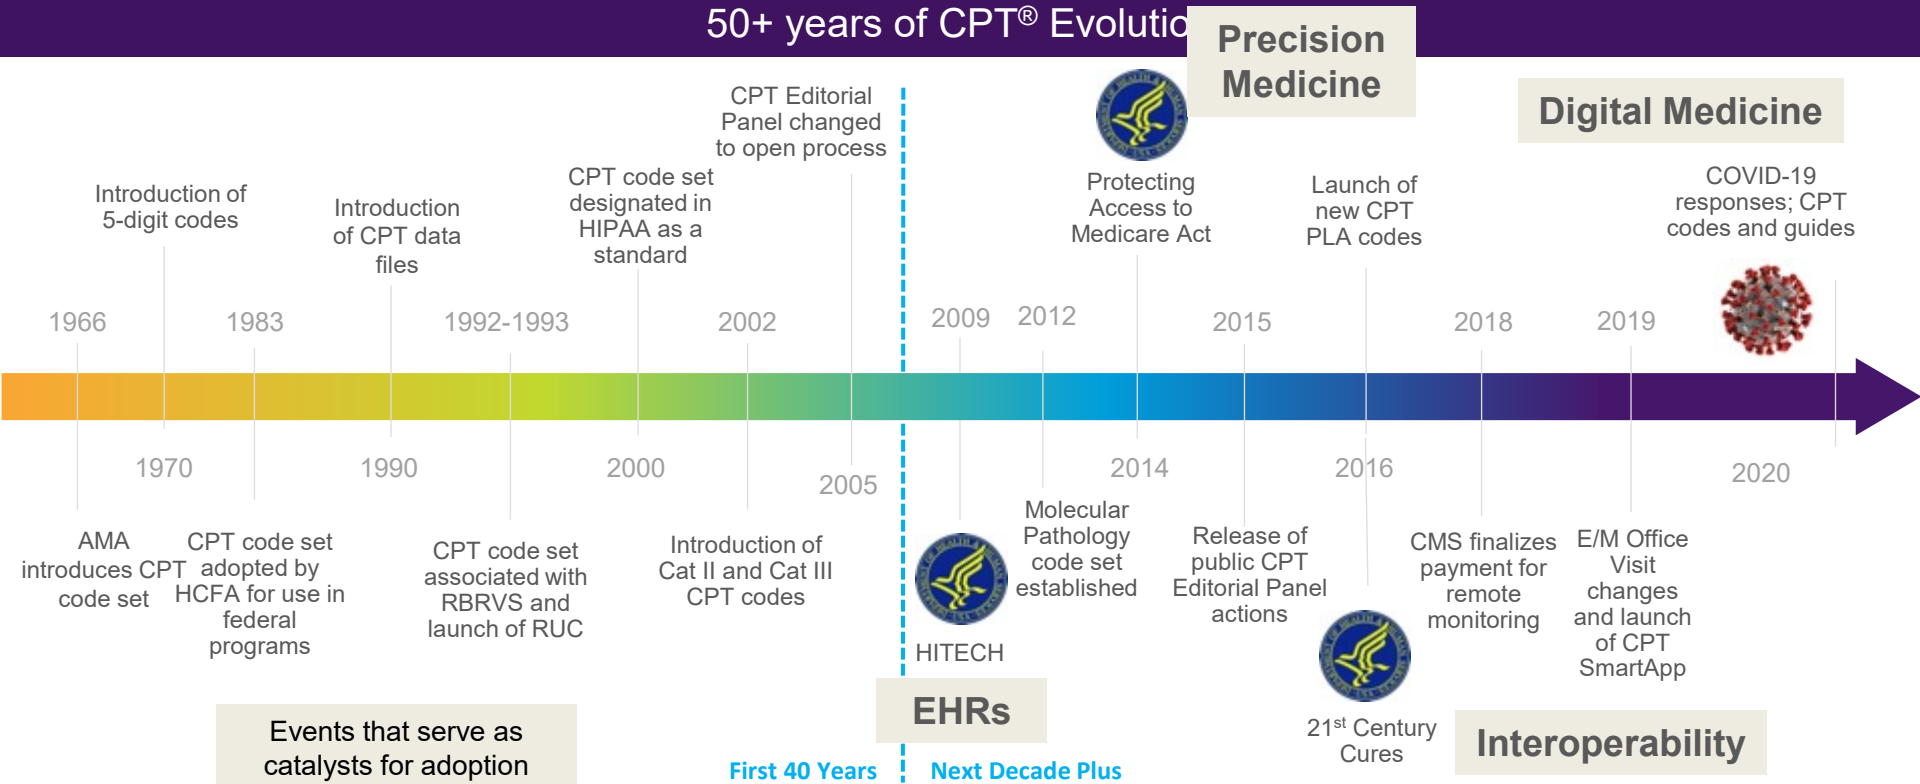 50+ years of CPT® Evolutio
Precision
Medicine
Digital Medicine
CPT Editorial
Panel changed
to open process
Introduction of
5-digit codes
Introduction
of CPT data
files
CPT code set
designated in
HIPAA as a
standard
Protecting
Access to
Medicare Act
Launch of
new CPT
PLA codes
COVID-19
responses; CPT
codes and guides
1966
1983
1992-1993
2002
2009
2012
2015
2018
2019
1970
1990
2000
2005
2014
2016
2020
AMA
introduces CPT
code set
CPT code set
adopted by
HCFA for use in
federal
programs
CPT code set
associated with
RBRVS and
launch of RUC
Introduction of
Cat II and Cat III
CPT codes
HITECH
Molecular
Pathology
code set
established
Release of
public CPT
Editorial Panel
actions
21st Century
Cures
CMS finalizes
payment for
remote
monitoring
E/M Office
Visit
changes
and launch
of CPT
SmartApp
Events that serve as
catalysts for adoption
EHRs
Interoperability
First 40 Years
Next Decade Plus